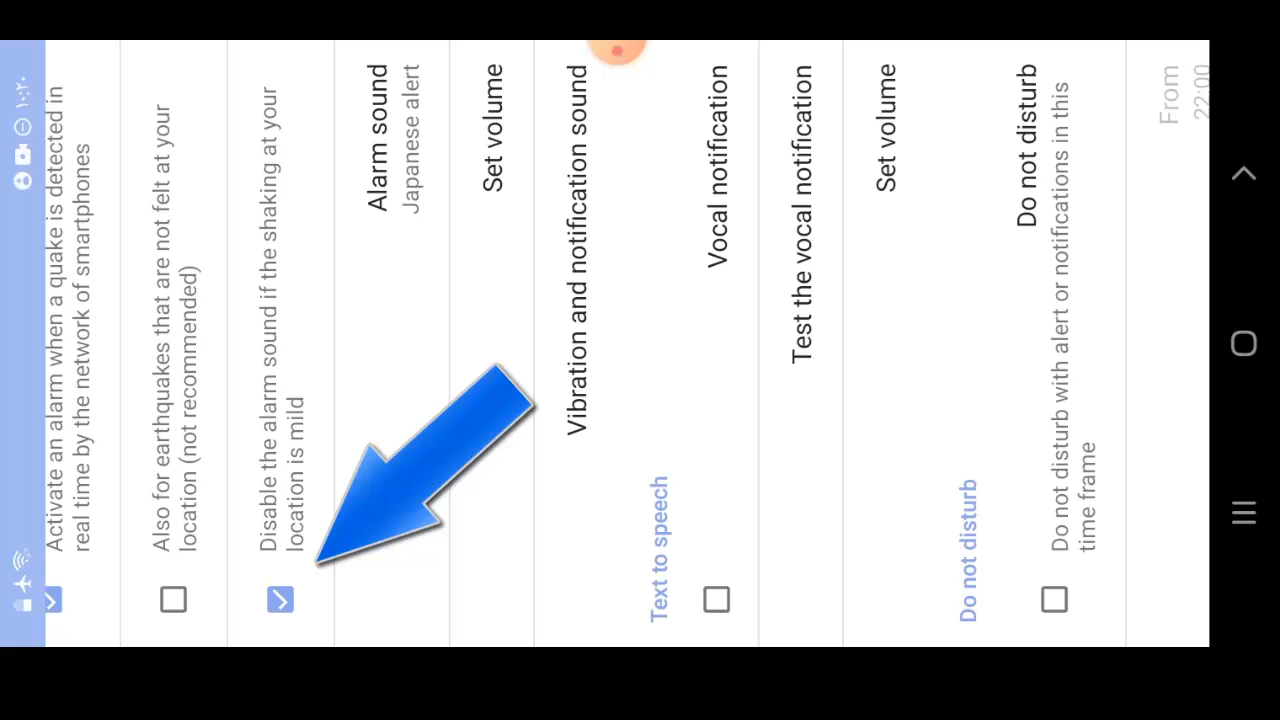 ١٠:٢٠
Activate an alarm when a quake is detected in
real time by the network of smartphones
Also for earthquakes that are not felt at your
location (not recommended)
Disable the alarm sound if the shaking at your
location is mild
Alarm sound
Japanese alert
Set volume
Vibration and notification sound
Text to speech
Vocal notification
Test the vocal notification
Set volume
Do not disturb
Do not disturb
Do not disturb with alert or notifications in this
time frame
From
22:00